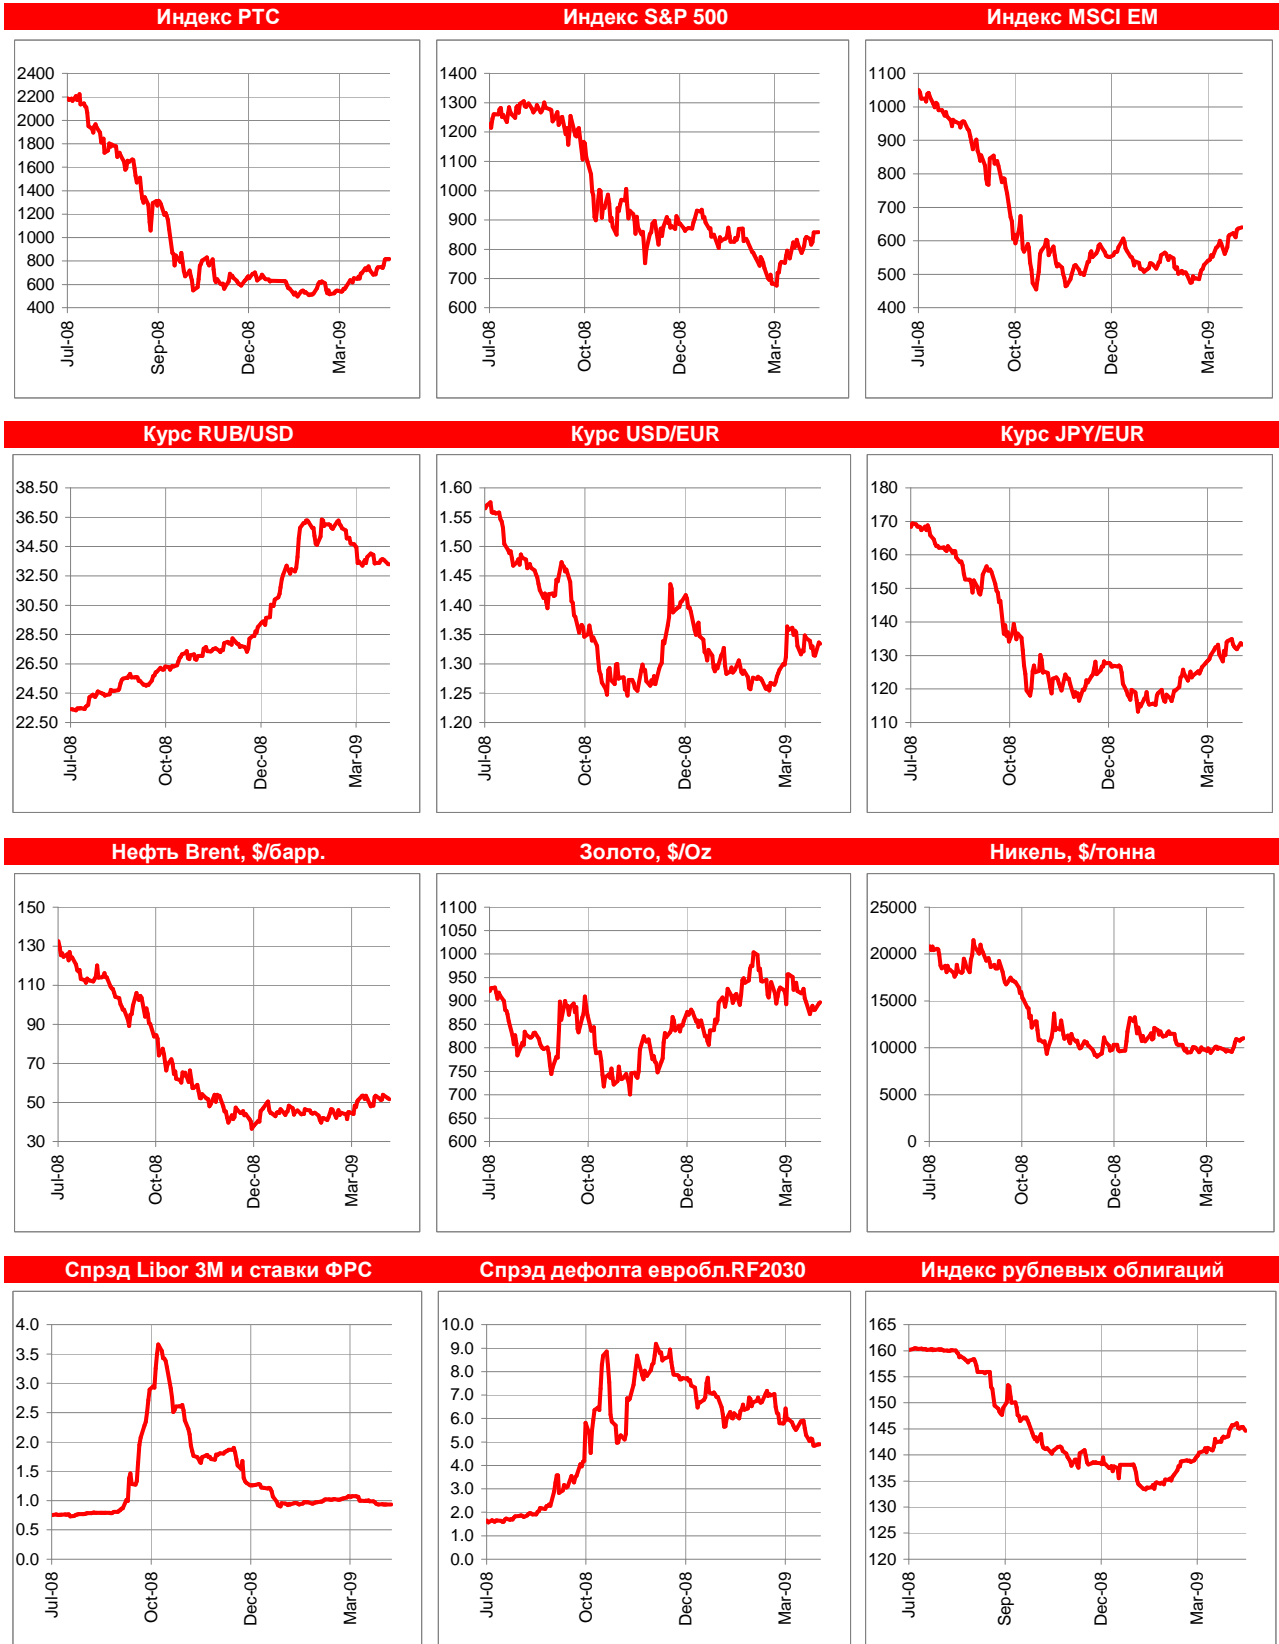 Индекс РТС
2400
2200
2000
1800
1600
1400
1200
1000
800
600
400
Jul-08
Sep-08
Dec-08
Mar-09
Индекс S&P 500
1400
1300
1200
1100
1000
900
800
700
600
Jul-08
Oct-08
Dec-08
Mar-09
Индекс MSCI EM
1100
1000
900
800
700
600
500
400
Jul-08
Oct-08
Dec-08
Mar-09
Курс RUB/USD
38.50
36.50
34.50
32.50
30.50
28.50
26.50
24.50
22.50
Jul-08
Oct-08
Dec-08
Mar-09
Курс USD/EUR
1.60
1.55
1.50
1.45
1.40
1.35
1.30
1.25
1.20
Jul-08
Oct-08
Dec-08
Mar-09
Курс JPY/EUR
180
170
160
150
140
130
120
110
Jul-08
Oct-08
Dec-08
Mar-09
Нефть Brent, $/барр.
150
130
110
90
70
50
30
Jul-08
Oct-08
Dec-08
Mar-09
Золото, $/Oz
1100
1050
1000
950
900
850
800
750
700
650
600
Jul-08
Oct-08
Dec-08
Mar-09
Никель, $/тонна
25000
20000
15000
10000
5000
0
Jul-08
Oct-08
Dec-08
Mar-09
Спрэд Libor 3M и ставки ФРС
4.0
3.5
3.0
2.5
2.0
1.5
1.0
0.5
0.0
Jul-08
Oct-08
Dec-08
Mar-09
Спрэд дефолта евробл.RF2030
10.0
9.0
8.0
7.0
6.0
5.0
4.0
3.0
2.0
1.0
0.0
Jul-08
Oct-08
Dec-08
Mar-09
Индекс рублевых облигаций
165
160
155
150
145
140
135
130
125
120
Jul-08
Sep-08
Dec-08
Mar-09